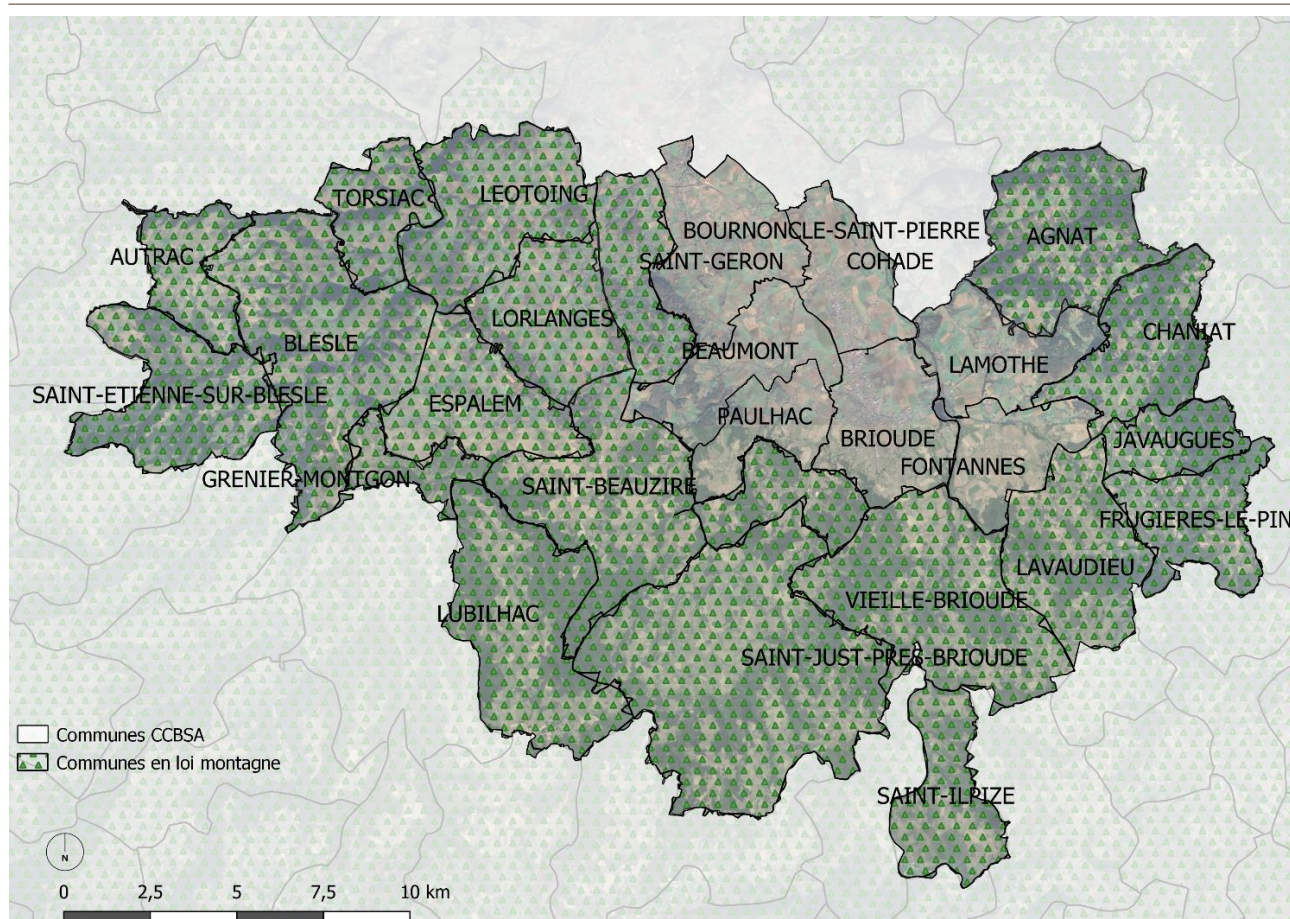 TORSIAC
LEOTOING
AUTRAC
BOURNONCLE-SAINT-PIERRE
AGNAT
SAINT-GERON
COHADE
LORLANGES
BLESLE
BEAUMONT
CHANIAT
LAMOTHE
SAINT-ETIENNE-SUR-BLESLE
ESPALEM
PAULHAC
BRIOUDE
JAVAUGUES
FONTANNES
GRENIER-MONTGON
SAINT-BEAUZIRE
FRUGIERES-LE-PIN
LAVAUDIEU
LUBILHAC
VIEILLE-BRIOUDE
SAINT-JUST-PRES-BRIOUDE
Communes CCBSA
Communes en loi montagne
SAINT-ILPIZE
N
0 2,5 5 7,5 10 km